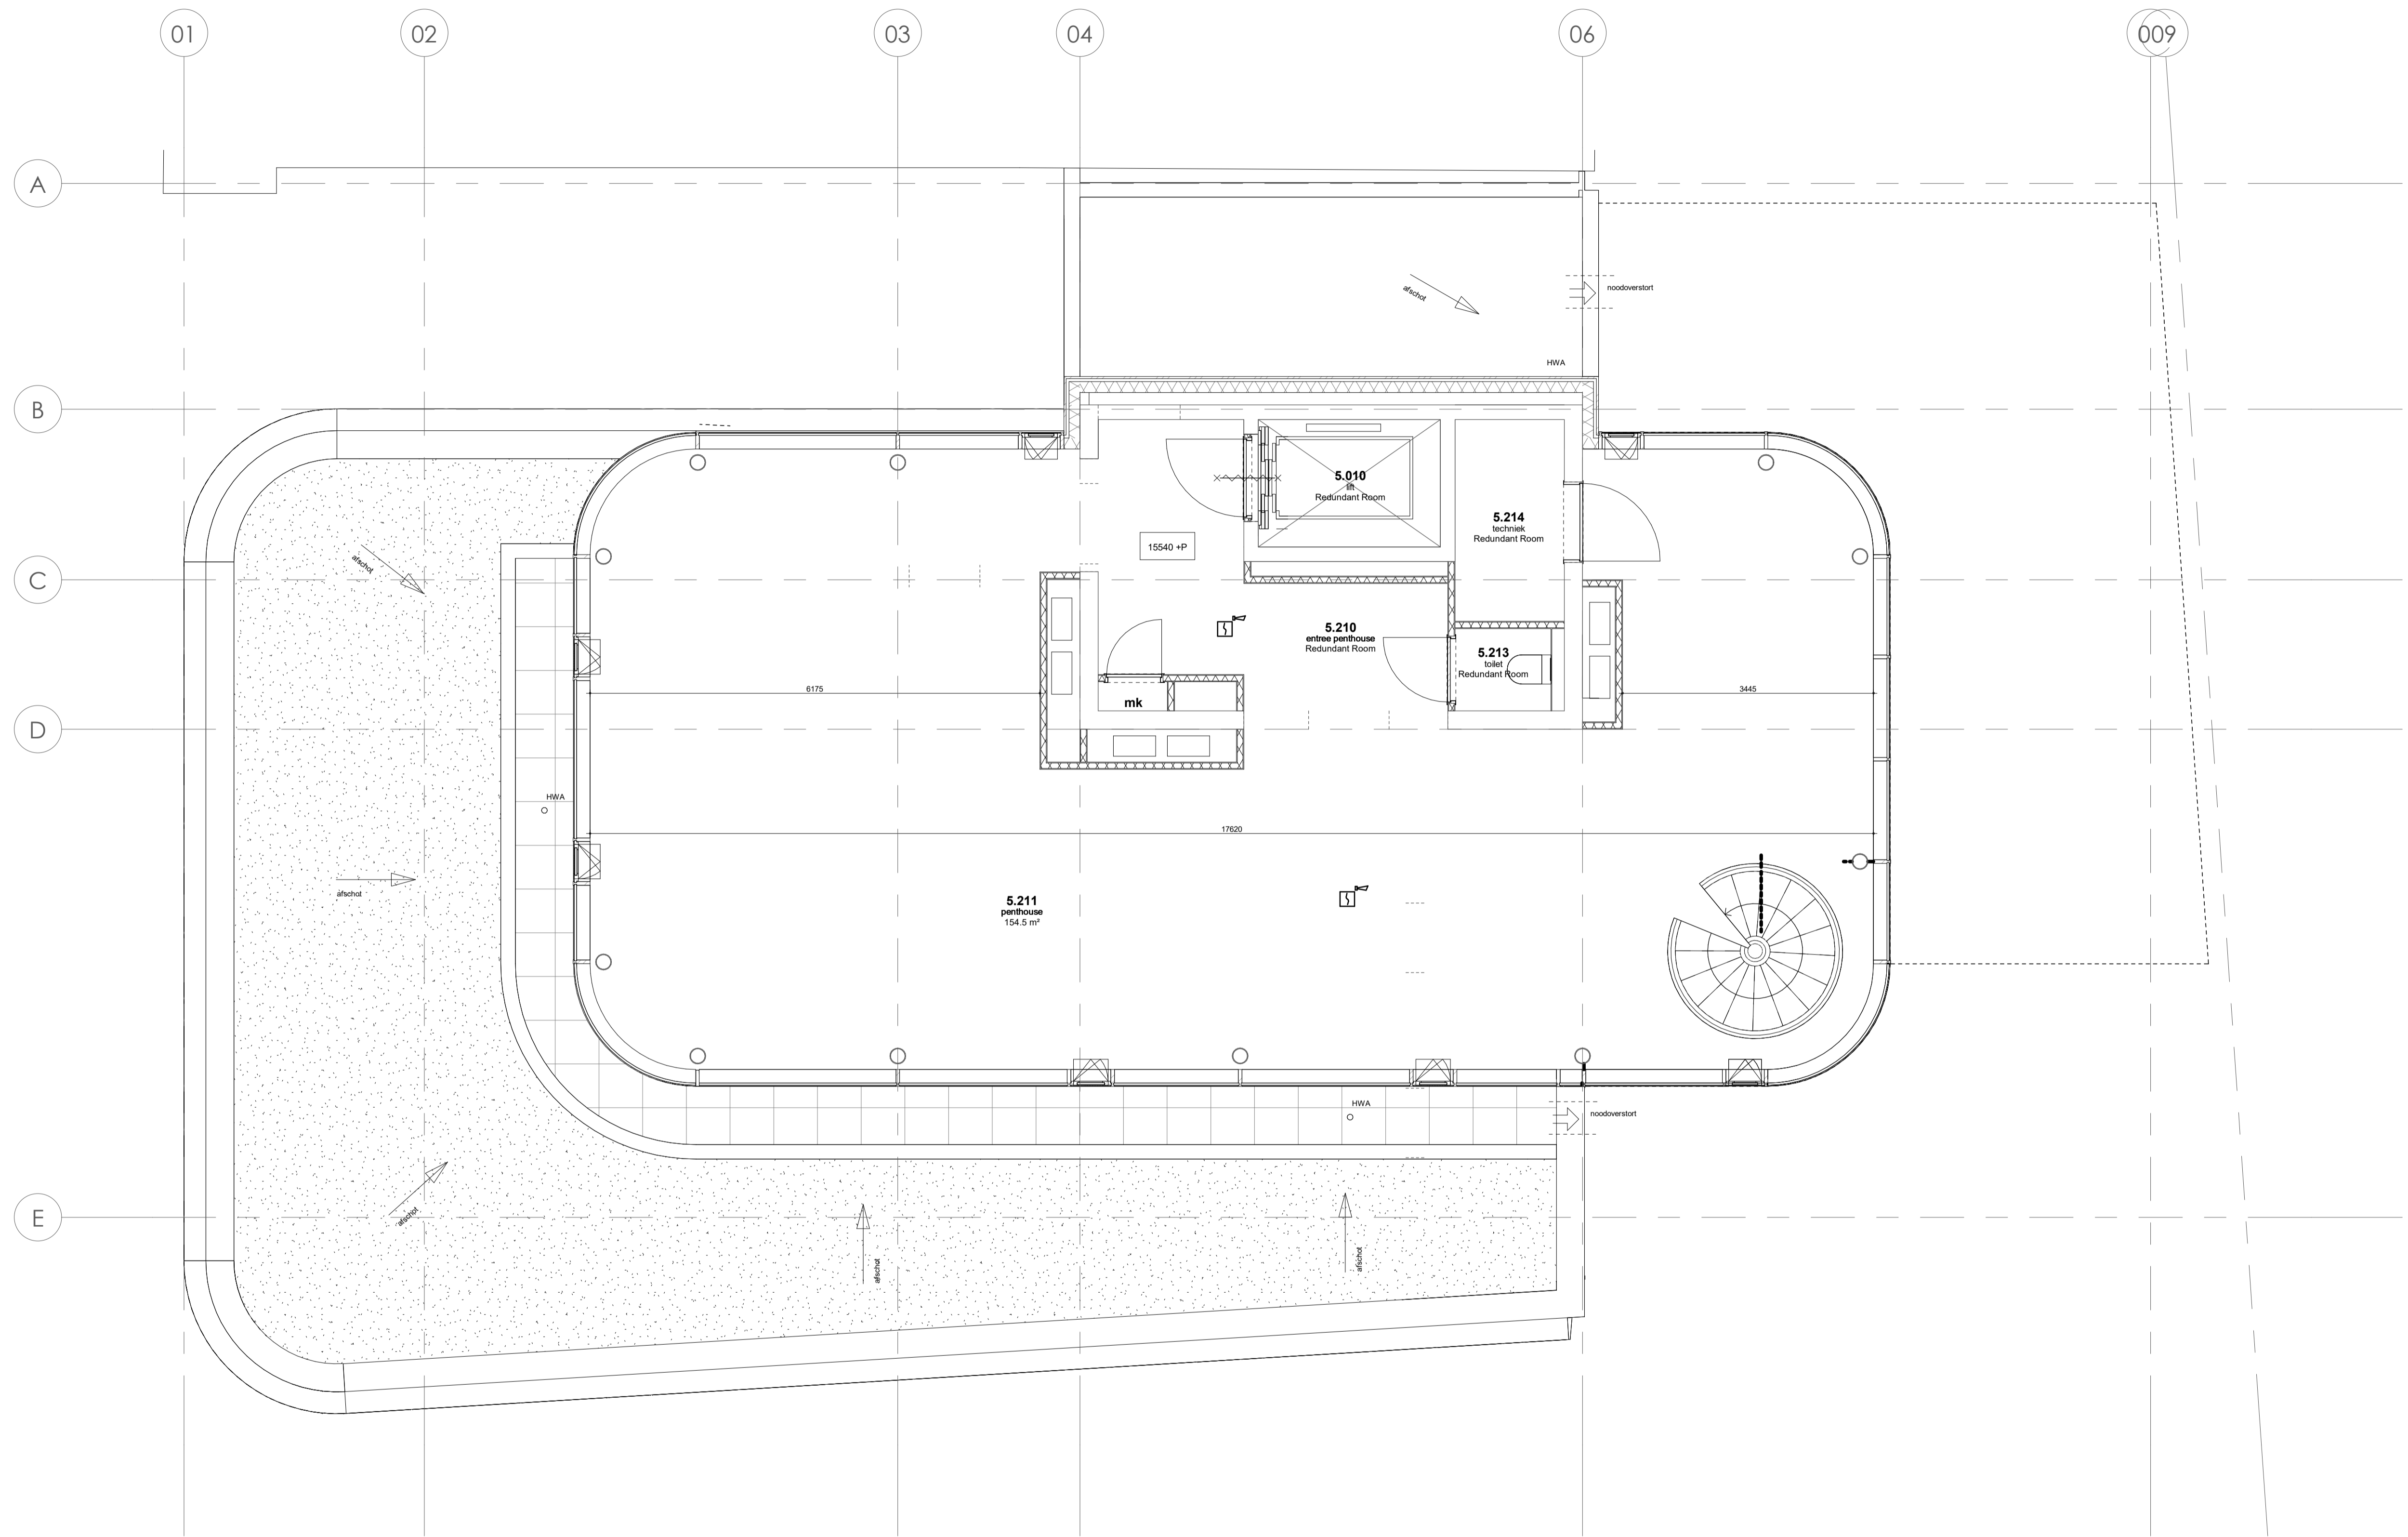 01
02
03
04
06
009
A
afschot
noodoverstort
HWA
B
5.010
lift
Redundant Room
5.214
techniek
Redundant Room
15540 +P
afschot
C
5.210
entree penthouse
Redundant Room
5.213
toilet
Redundant Room
6175
3445
mk
D
HWA
17620
afschot
5.211
penthouse
154.5 m²
HWA
noodoverstort
afschot
E
afschot
afschot